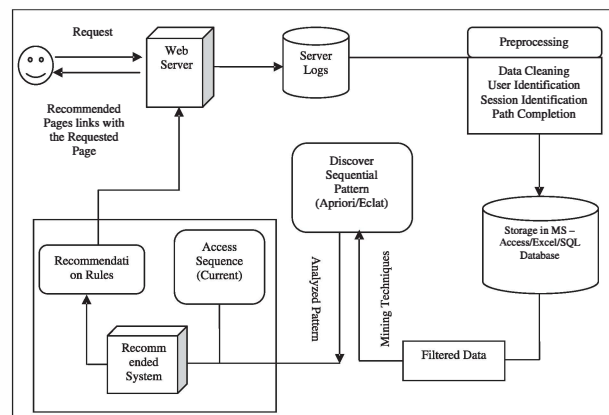 Request
Web
Server
Server
Logs
Preprocessing
Data Cleaning
User Identification
Session Identification
Path Completion
Recommended
Pages links with
the Requested
Page
Discover
Sequential
Pattern
(Apriori/Eclat)
Storage in MS –
Access/Excel/SQL
Database
Recommendati
on Rules
Access
Sequence
(Current)
Analyzed Pattern
Mining Techniques
Recomm
ended
System
Filtered Data